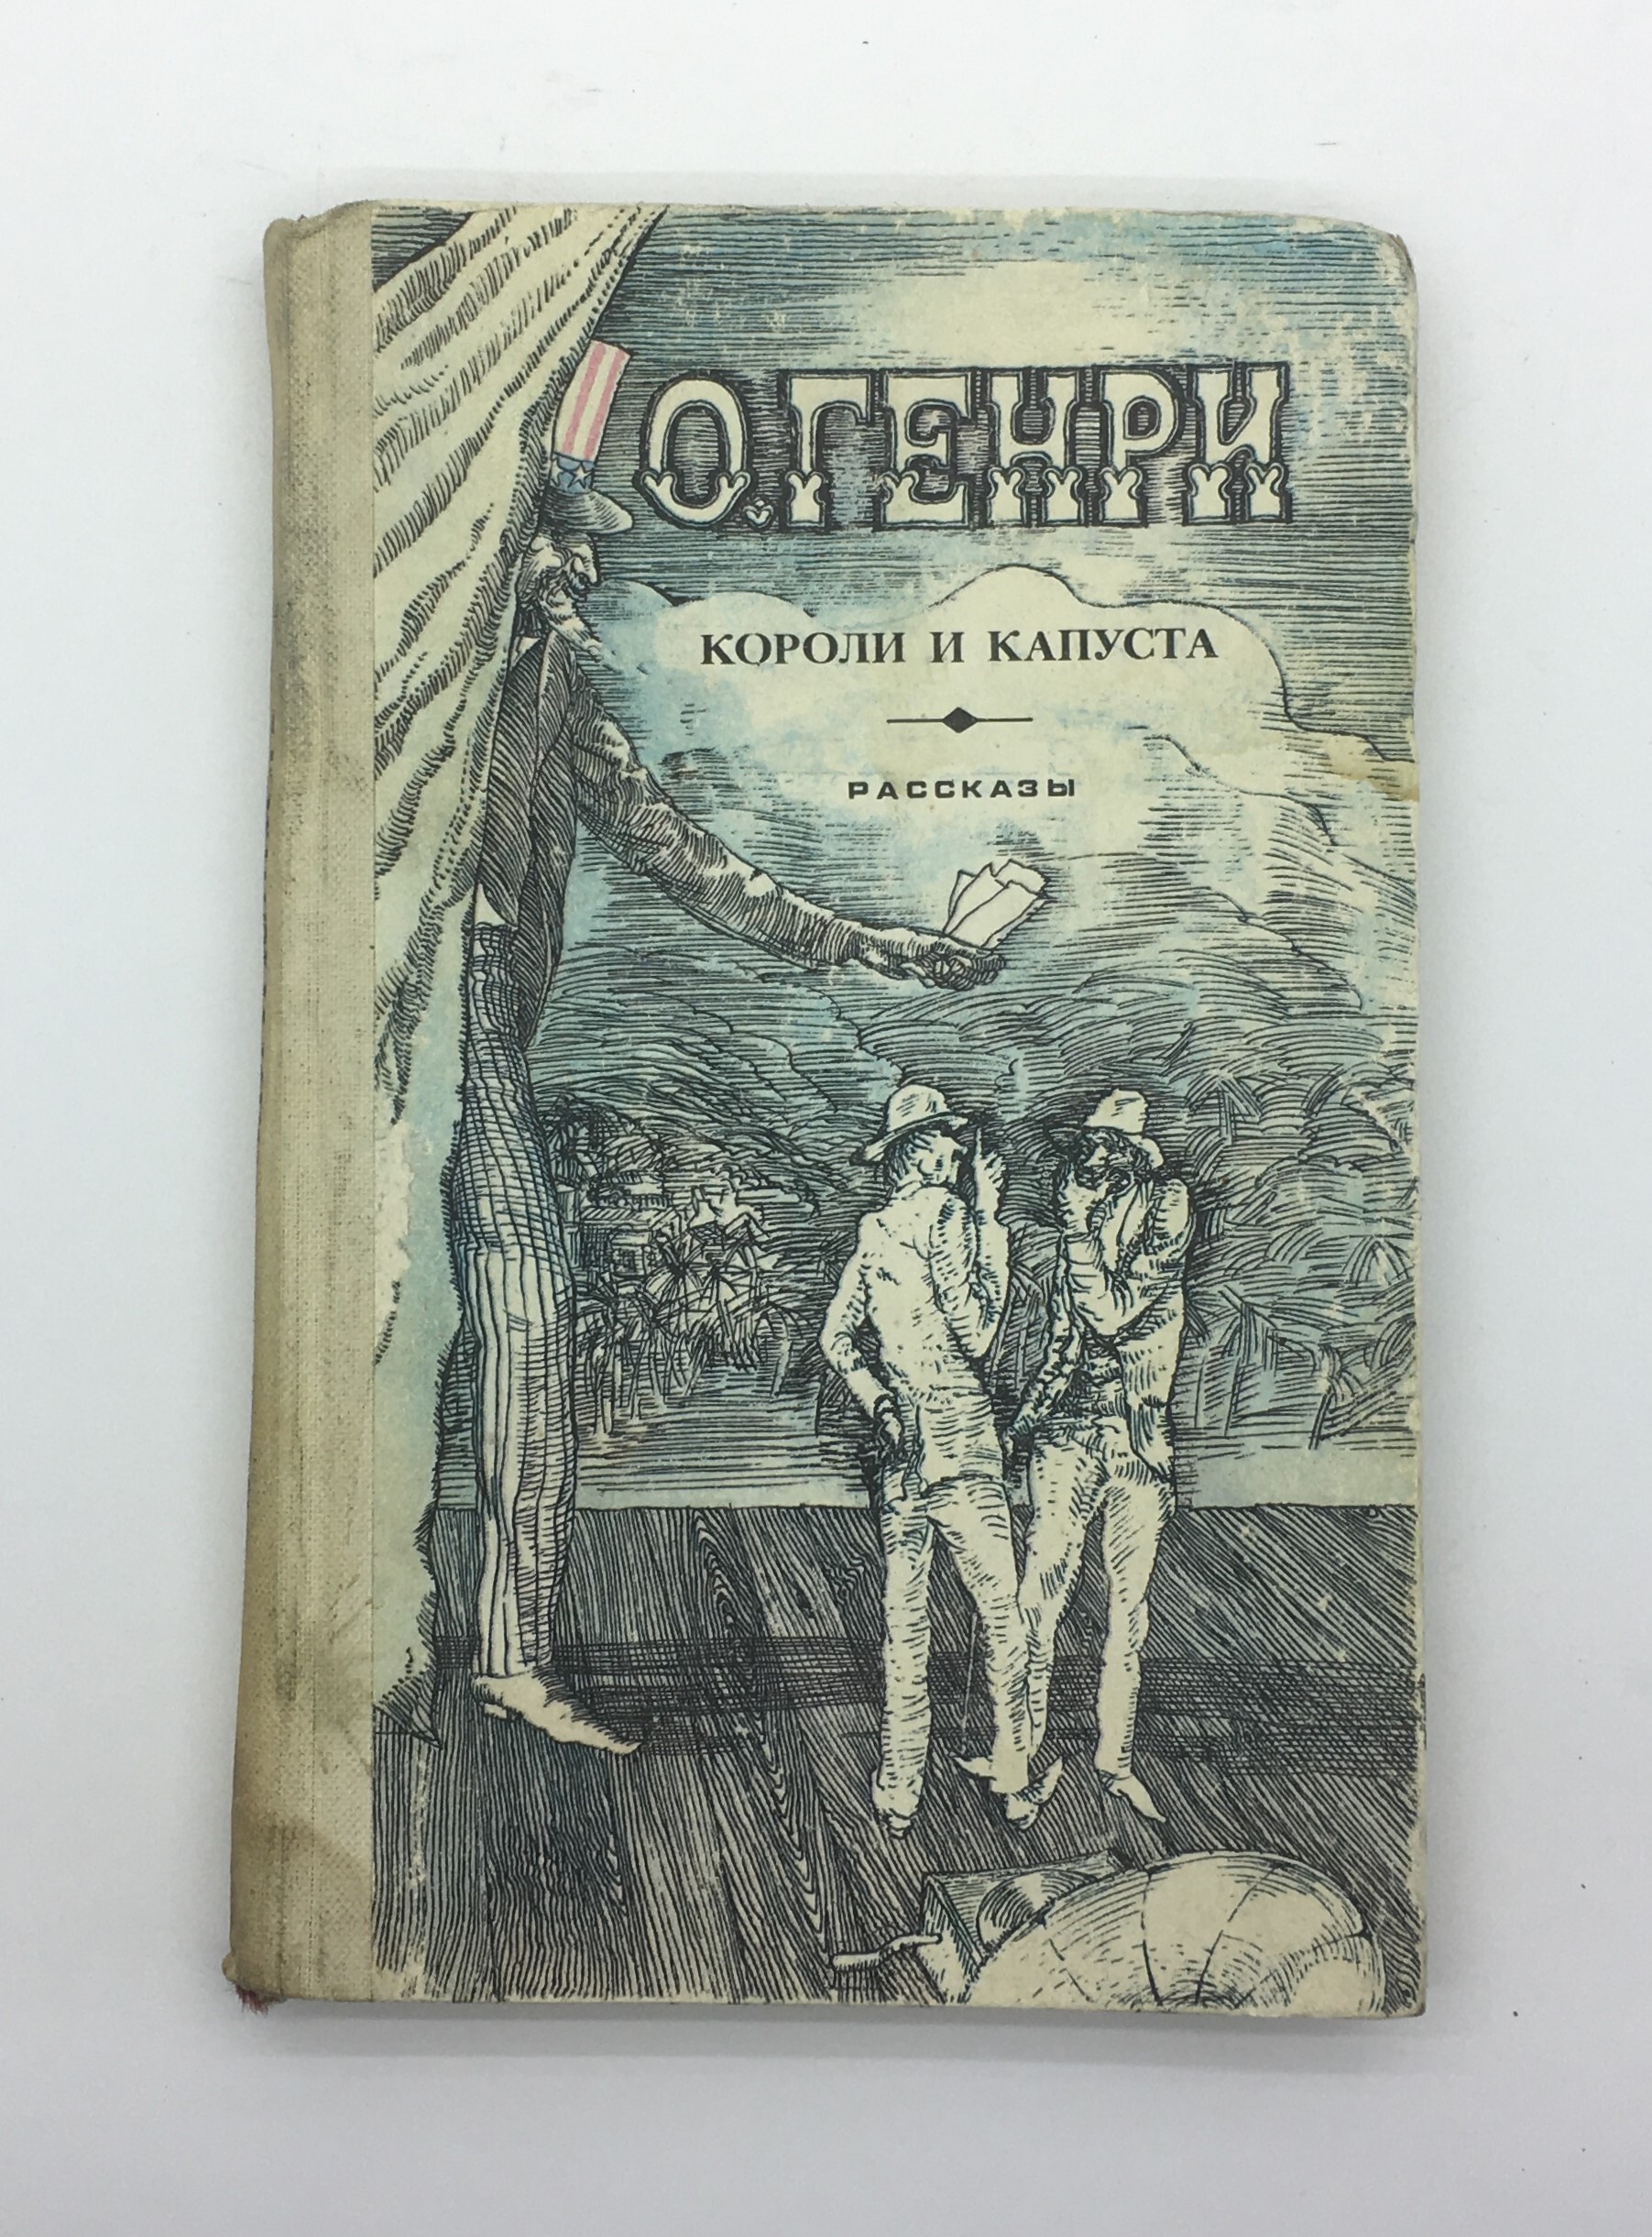 О. ГЕНРИ
КОРОЛИ И КАПУСТА
РАССКАЗЫ